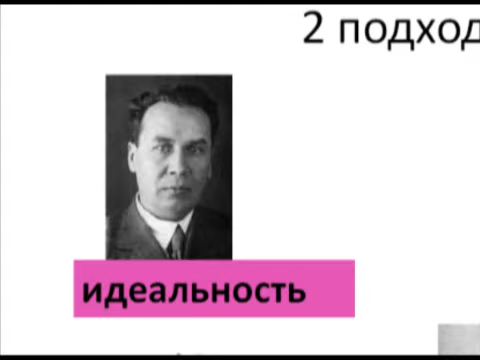 2 подход
идеальность